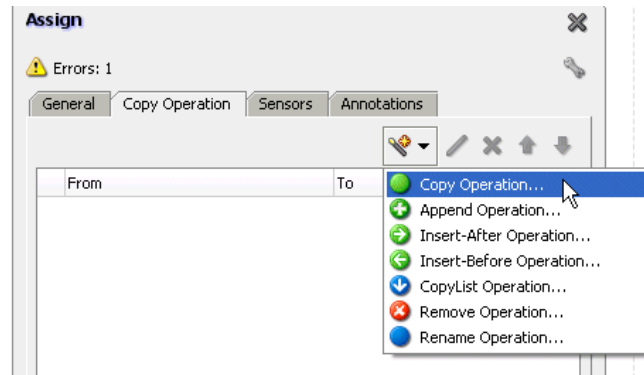 Assign
Errors: 1
General Copy Operation Sensors Annotations
From To
Copy Operation...
Append Operation...
Insert-After Operation...
Insert-Before Operation...
CopyList Operation...
Remove Operation...
Rename Operation...